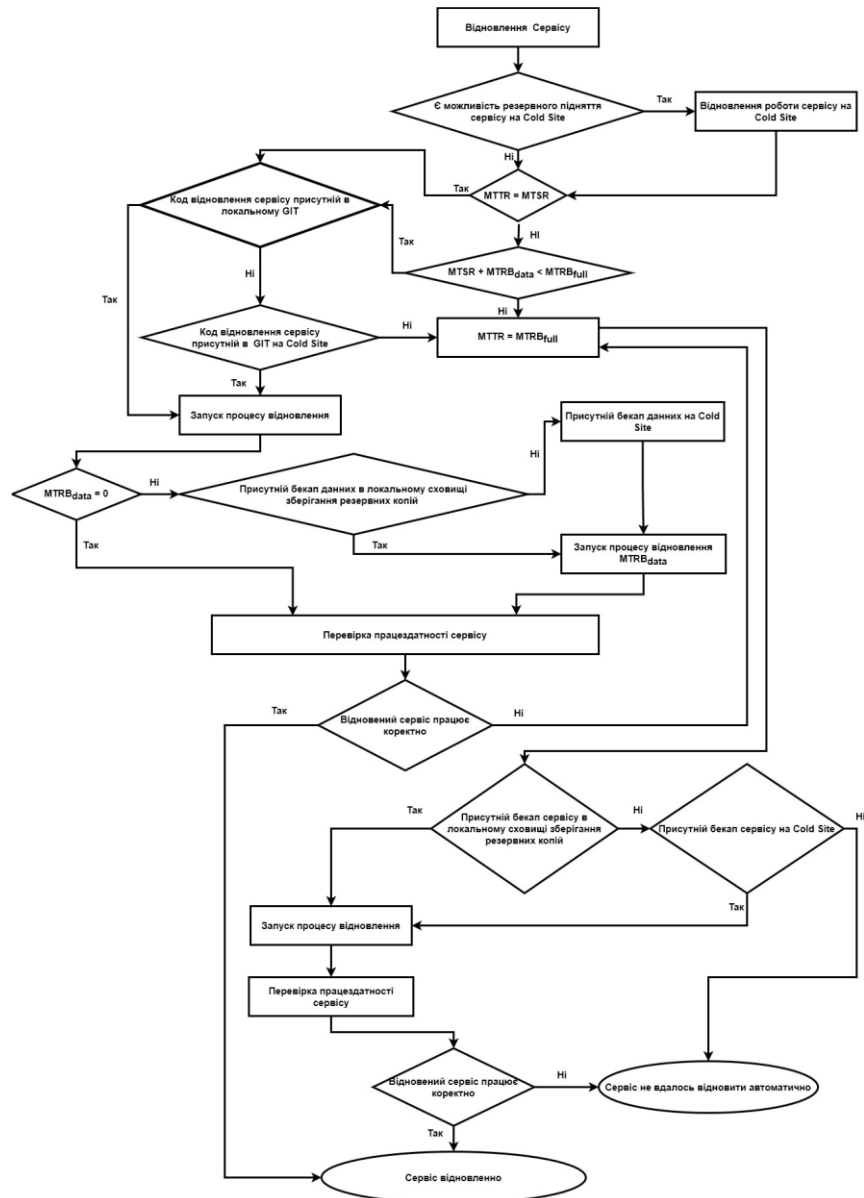 Відновлення Сервісу
Є можливість резервного підняття
сервісу на Cold Site
Так
Відновлення роботи сервісу на
Cold Site
Ні
MTTR = MTSR
Так
НІ
Код відновлення сервісу присутній в
локальному GIT
Так
MTSR + MTRBdata < MTRBfull
Ні
Так
Ні
Код відновлення сервісу
присутній в GIT на Cold Site
Ні
MTTR = MTRBfull
Так
Запуск процесу відновлення
Присутній бекап данних на Cold
Site
Ні
MTRBdata = 0
Ні
Присутній бекап данних в локальному сховищі
зберігання резервних копій
Так
Так
Запуск процесу відновлення
MTRBdata
Перевірка працездатності сервісу
Так
Відновений сервіс працює
коректно
Ні
Так
Присутній бекап сервісу в
локальному сховищі зберігання
резервних копій
Ні
Присутній бекап сервісу на Cold Site
Ні
Так
Запуск процесу відновлення
Перевірка працездатності
сервісу
Відновений сервіс працює
коректно
Ні
Сервіс не вдалось відновити автоматично
Так
Сервіс відновленно